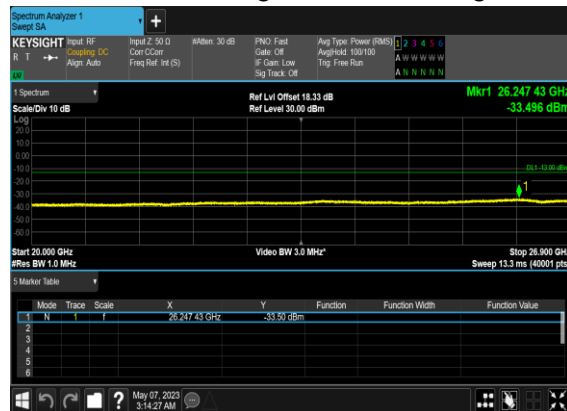 Spectrum Analyzer 1
Swept SA
KEYSIGHT Input: RF Input Z: 50 Ω #Atten: 30 dB PNO: Fast Avg Type: Power (RMS) 1 2 3 4 5 6
R T Coupling: DC Corr CCorr Gate: Off Avg|Hold: 100/100 A W W W W W
Align: Auto Freq Ref: Int (S) IF Gain: Low Trig: Free Run
Sig Track: Off A N N N N N
LW
1 Spectrum Ref Lvl Offset 18.33 dB Mkr1 26.247 43 GHz
Scale/Div 10 dB Ref Level 30.00 dBm -33.496 dBm
Log
20.0
10.0
0.00
-10.0 DL1 -13.00 dBm
-20.0
-30.0 1
-40.0
-50.0
-60.0
Start 20.000 GHz Video BW 3.0 MHz* Stop 26.900 GHz
#Res BW 1.0 MHz Sweep 13.3 ms (40001 pts
5 Marker Table
Mode Trace Scale X Y Function Function Width Function Value
1 N 1 f 26.247 43 GHz -33.50 dBm
2
3
4
5
6
? May 07, 2023
3:14:27 AM